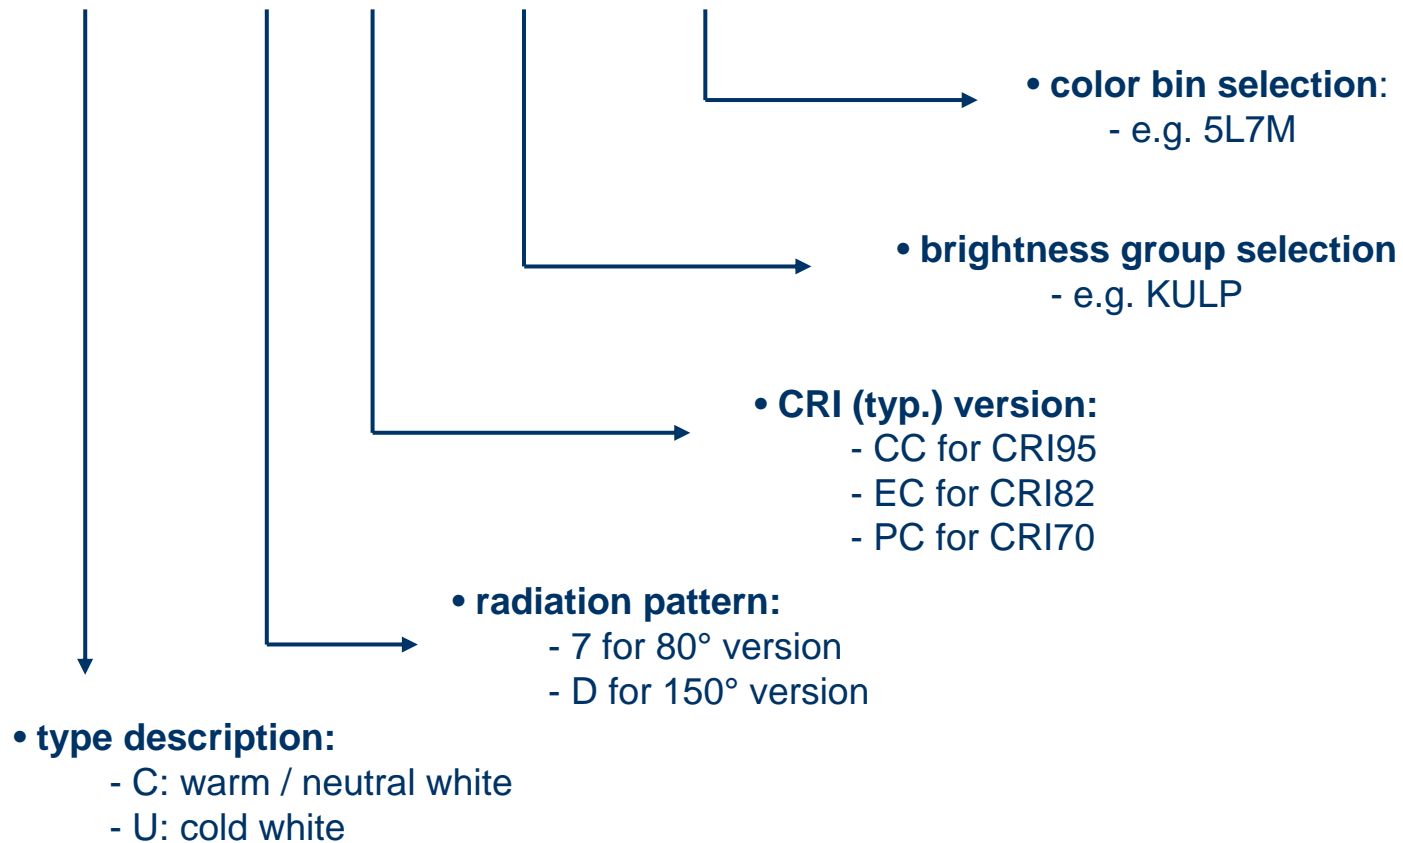 • color bin selection:
- e.g. 5L7M
• brightness group selection
- e.g. KULP
• CRI (typ.) version:
- CC for CRI95
- EC for CRI82
- PC for CRI70
• radiation pattern:
- 7 for 80° version
- D for 150° version
• type description:
- C: warm / neutral white
- U: cold white